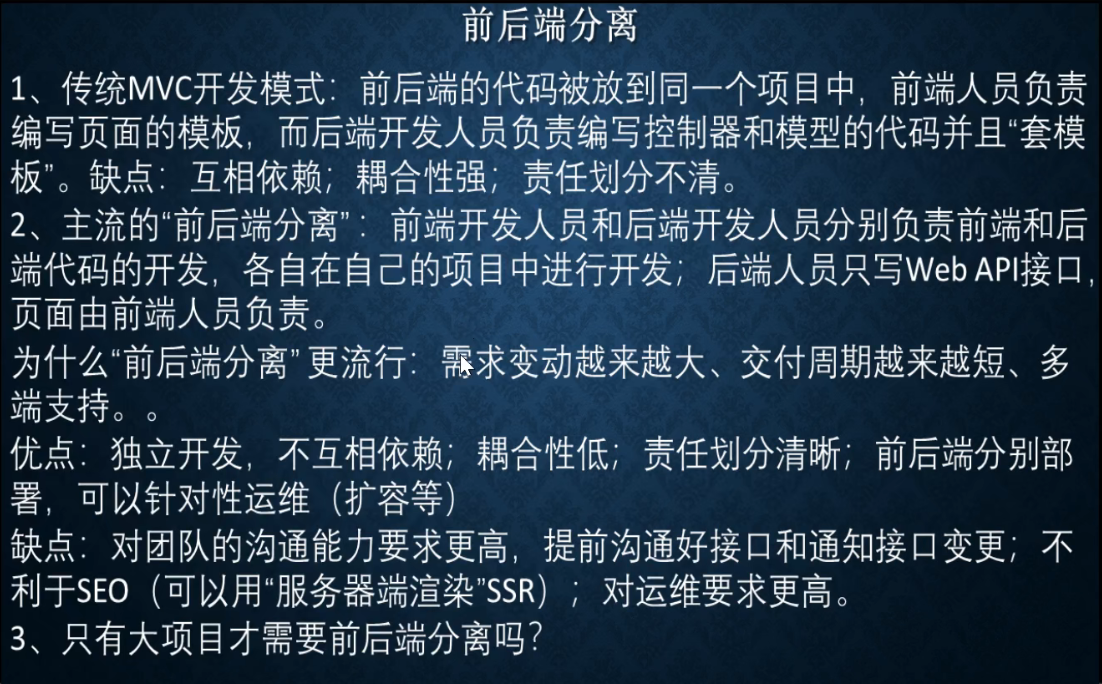 前后端分离
1、传统MVC开发模式：前后端的代码被放到同一个项目中，前端人员负责
编写页面的模板，而后端开发人员负责编写控制器和模型的代码并且“套模
板”。缺点：互相依赖；耦合性强；责任划分不清。
2、主流的“前后端分离”：前端开发人员和后端开发人员分别负责前端和后
端代码的开发，各自在自己的项目中进行开发；后端人员只写Web API接口，
页面由前端人员负责。
为什么“前后端分离”更流行：需求变动越来越大、交付周期越来越短、多
端支持。。
优点：独立开发，不互相依赖；耦合性低；责任划分清晰；前后端分别部
署，可以针对性运维（扩容等）
缺点：对团队的沟通能力要求更高，提前沟通好接口和通知接口变更；不
利于SEO（可以用“服务器端渲染”SSR）；对运维要求更高。
3、只有大项目才需要前后端分离吗？